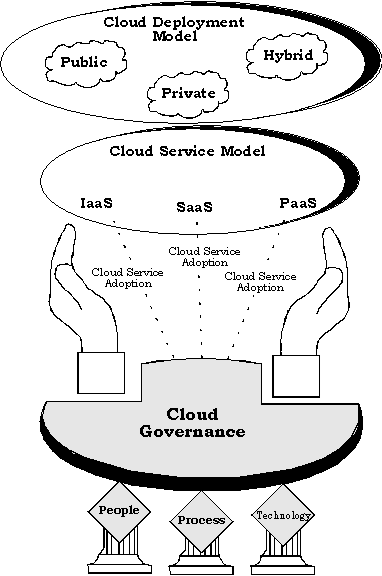 Cloud Deployment
Model
Public
Hybrid
Private
Cloud Service Model
IaaS
SaaS
PaaS
Cloud Service
Adoption
Cloud Service
Adoption
Cloud Service
Adoption
Cloud
Governance
People
Process
Technology